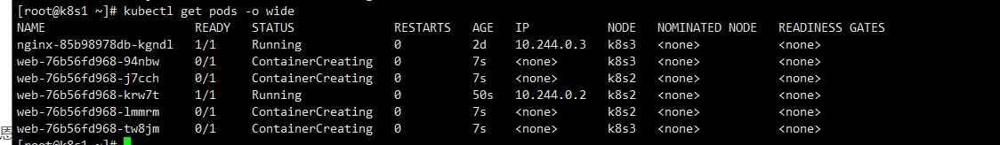 [root@k8s1 ~]# kubectl get pods -o wide
NAME READY STATUS RESTARTS AGE IP NODE NOMINATED NODE READINESS GATES
nginx-85b98978db-kgndl 1/1 Running 0 2d 10.244.0.3 k8s3 <none> <none>
web-76b56fd968-94nbw 0/1 ContainerCreating 0 7s <none> k8s3 <none> <none>
web-76b56fd968-j7cch 0/1 ContainerCreating 0 7s <none> k8s2 <none> <none>
web-76b56fd968-krw7t 1/1 Running 0 50s 10.244.0.2 k8s2 <none> <none>
web-76b56fd968-lmmrm 0/1 ContainerCreating 0 7s <none> k8s2 <none> <none>
web-76b56fd968-tw8jm 0/1 ContainerCreating 0 7s <none> k8s3 <none> <none>
[root@k8s1 ~]#